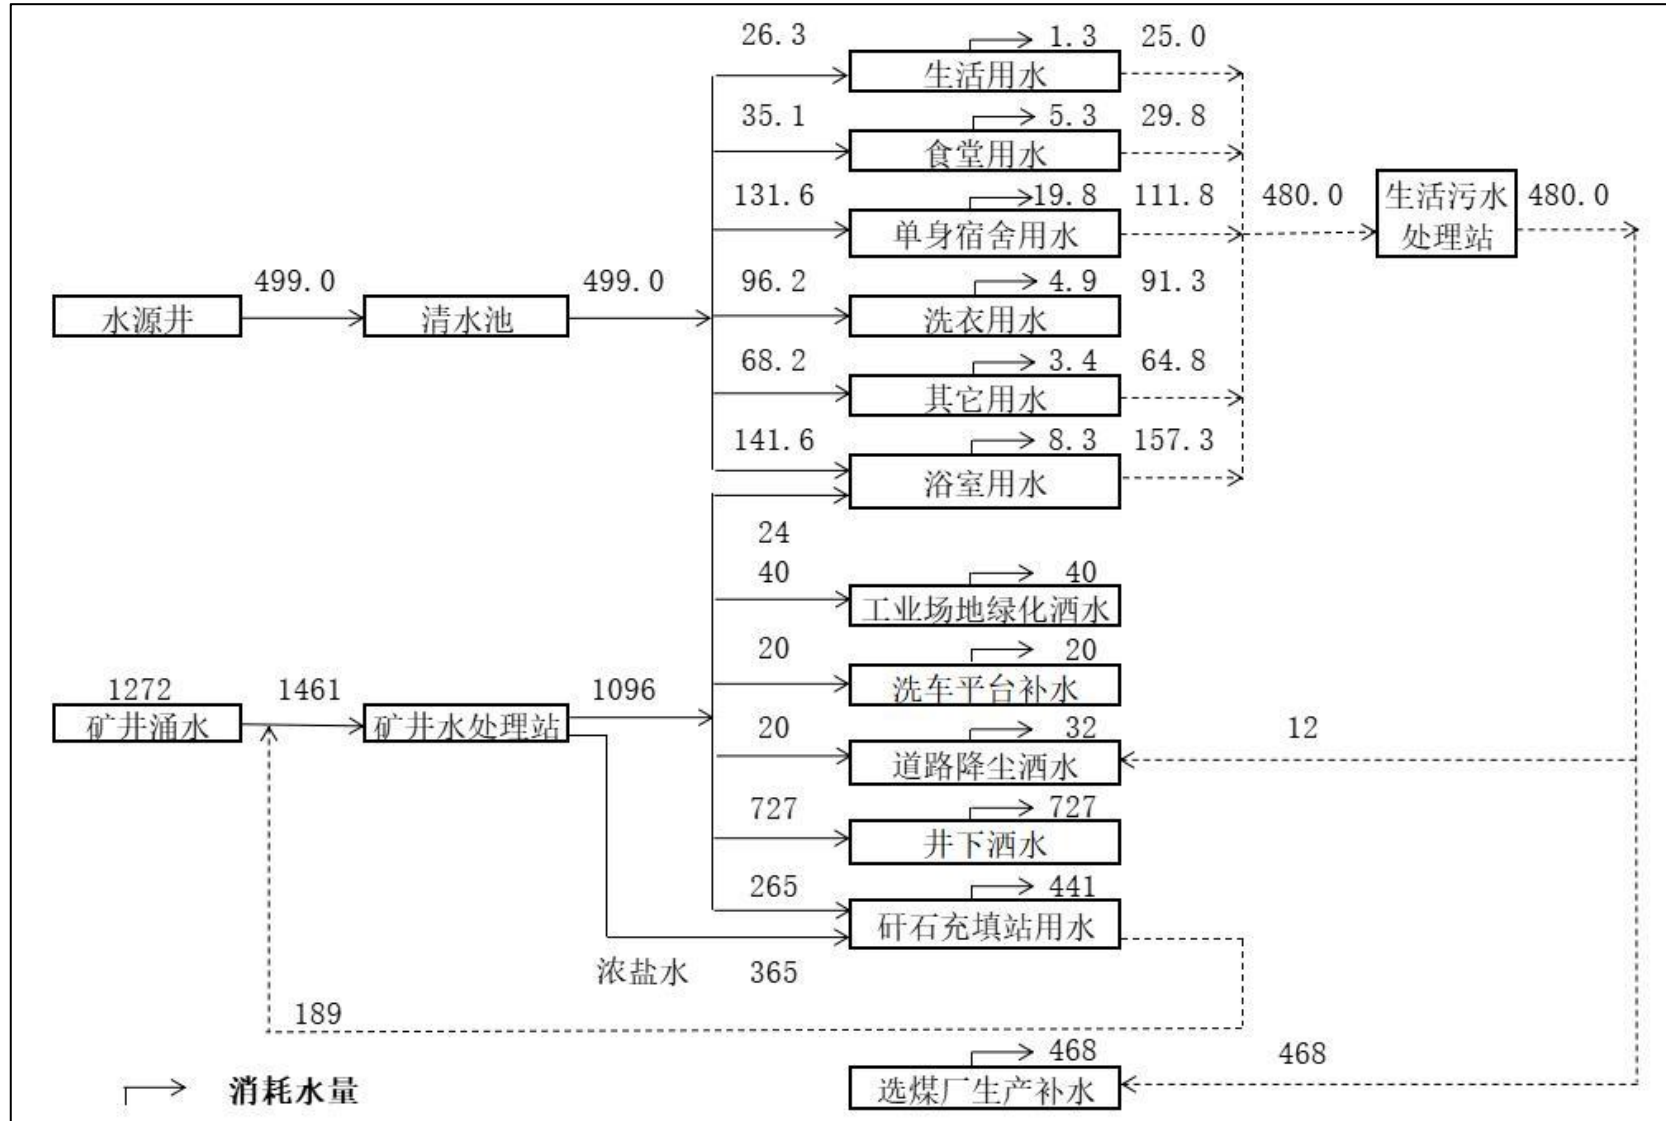 26.3
1.3
25.0
生活用水
35.1
5.3
29.8
食堂用水
131.6
19.8
111.8
480.0
生活污水
处理站
480.0
单身宿舍用水
499.0
499.0
96.2
4.9
91.3
水源井
清水池
洗衣用水
68.2
3.4
64.8
其它用水
141.6
8.3
157.3
浴室用水
24
40
40
工业场地绿化洒水
20
20
1272
1461
1096
洗车平台补水
矿井涌水
矿井水处理站
20
32
12
道路降尘洒水
727
727
井下洒水
265
441
矸石充填站用水
浓盐水
365
189
468
468
消耗水量
选煤厂生产补水